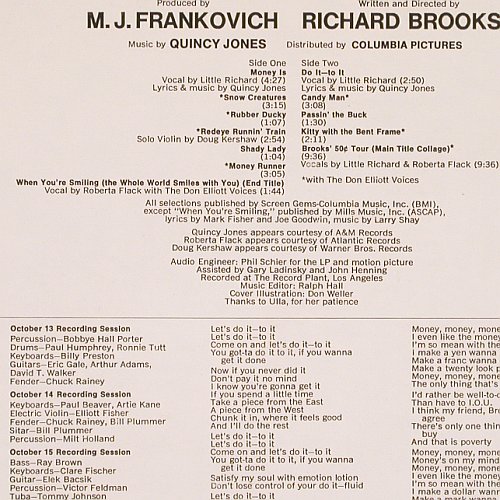 Produced by
M. J. FRANKOVICH
Written and Directed by
RICHARD BROOKS
Music by QUINCY JONES
Distributed by COLUMBIA PICTURES
Side One
Money Is
Vocal by Little Richard (4:27)
Lyrics & music by Quincy Jones
*Snow Creatures
(3:15)
*Rubber Ducky
(1:07)
*Redeye Runnin' Train
Solo Violin by Doug Kershaw (2:54)
Shady Lady
(1:04)
*Money Runner
(3:05)
When You're Smiling (the Whole World Smiles with You) (End Title)
Vocal by Roberta Flack with The Don Elliott Voices (1:44)
Side Two
Do It—to It
Vocal by Little Richard (2:50)
Lyrics & music by Quincy Jones
Candy Man*
(3:08)
Passin' the Buck
(1:30)
Kitty with the Bent Frame*
(2:11)
Brooks' 50¢ Tour (Main Title Collage)*
(9:36)
Vocals by Little Richard & Roberta Flack (9:36)
*with The Don Elliott Voices
All selections published by Screen Gems-Columbia Music, Inc. (BMI),
except "When You're Smiling," published by Mills Music, Inc. (ASCAP),
lyrics by Mark Fisher and Joe Goodwin, music by Larry Shay
Quincy Jones appears courtesy of A&M Records
Roberta Flack appears courtesy of Atlantic Records
Doug Kershaw appears courtesy of Warner Bros. Records
Audio Engineer: Phil Schier for the LP and motion picture
Assisted by Gary Ladinsky and John Henning
Recorded at The Record Plant, Los Angeles
Music Editor: Ralph Hall
Cover Illustration: Don Weller
Thanks to Ulla, for her patience
October 13 Recording Session
Percussion—Bobbye Hall Porter
Drums—Paul Humphrey, Ronnie Tutt
Keyboards—Billy Preston
Guitars—Eric Gale, Arthur Adams,
David T. Walker
Fender—Chuck Rainey
October 14 Recording Session
Keyboards—Paul Beaver, Artie Kane
Electric Violin—Elliott Fisher
Fender—Chuck Rainey, Bill Plummer
Sitar—Bill Plummer
Percussion—Milt Holland
October 15 Recording Session
Bass—Ray Brown
Keyboards—Clare Fischer
Guitar—Elek Bacsik
Percussion—Victor Feldman
Tuba—Tommy Johnson
Let's do it—to it
Let's do it—to it
Come on and let's do it—to it
You got-ta do it to it, if you wanna
get it done
Now if you never did it
Don't pay it no mind
I know you're gonna get it
If you spend a little time
Take a piece from the East
A piece from the West
Chunk it in, where it feels good
And I'll do the rest
Let's do it—to it
Let's do it—to it
Come on and let's do it—to it
You got-ta do it to it, if you wanna
get it done
Satisfy my soul with emotion lotion
Don't lose control of your do it—fluid
Let's do it—to it
Money, money, mone
I even like the money
I'm so mean with the
I make a yen wanna
Make a franc wanna
Make a twenty look p
Money, money, mone
The only thing that's
I'd rather be well-to-d
Than have to I.O.U.
I think my friend, Bro
agree
There's only one thin
buy
And that is poverty
Money, money, mone
Money's on my mind
Money, money, mone
I even like the money
I'm so mean with the
I make a dollar wann